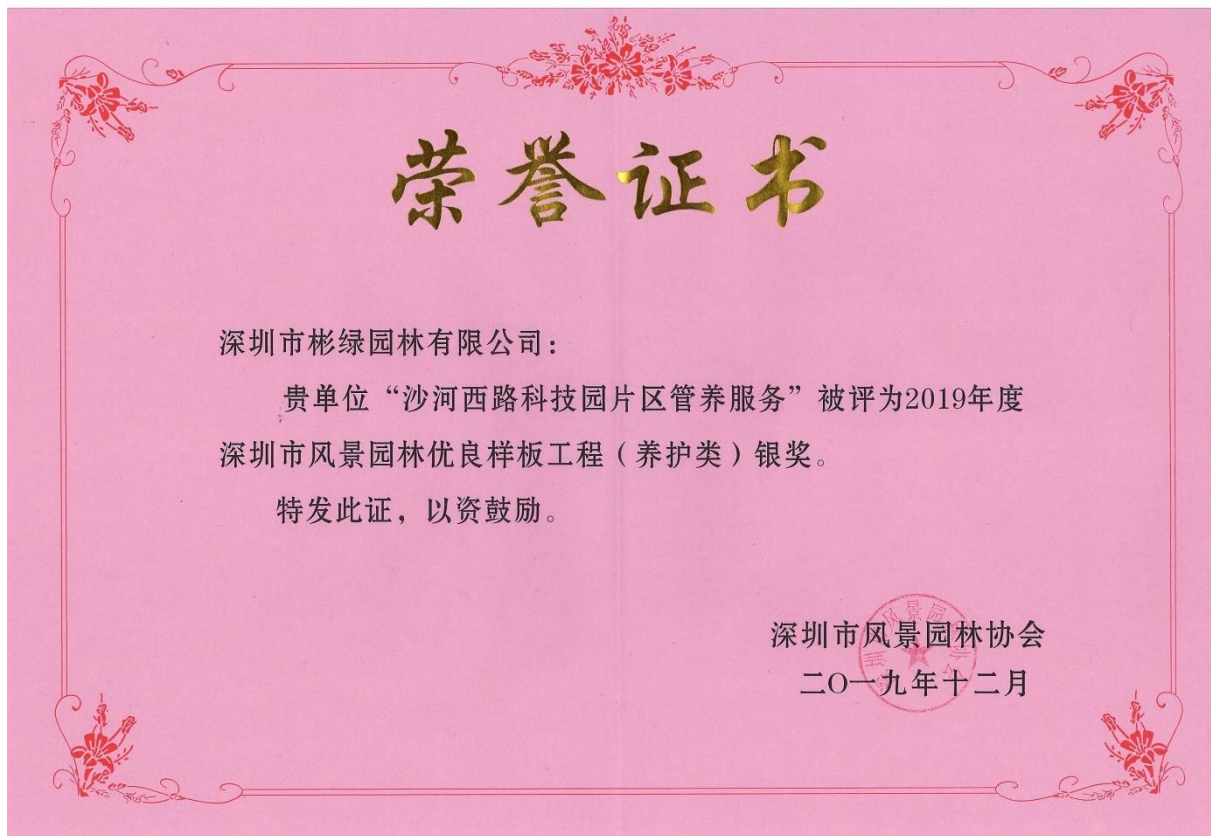 荣誉证书
深圳市彬绿园林有限公司：
贵单位“沙河西路科技园片区管养服务”被评为2019年度
深圳市风景园林优良样板工程（养护类）银奖。
特发此证，以资鼓励。
深圳市风景园林协会
二〇一九年十二月